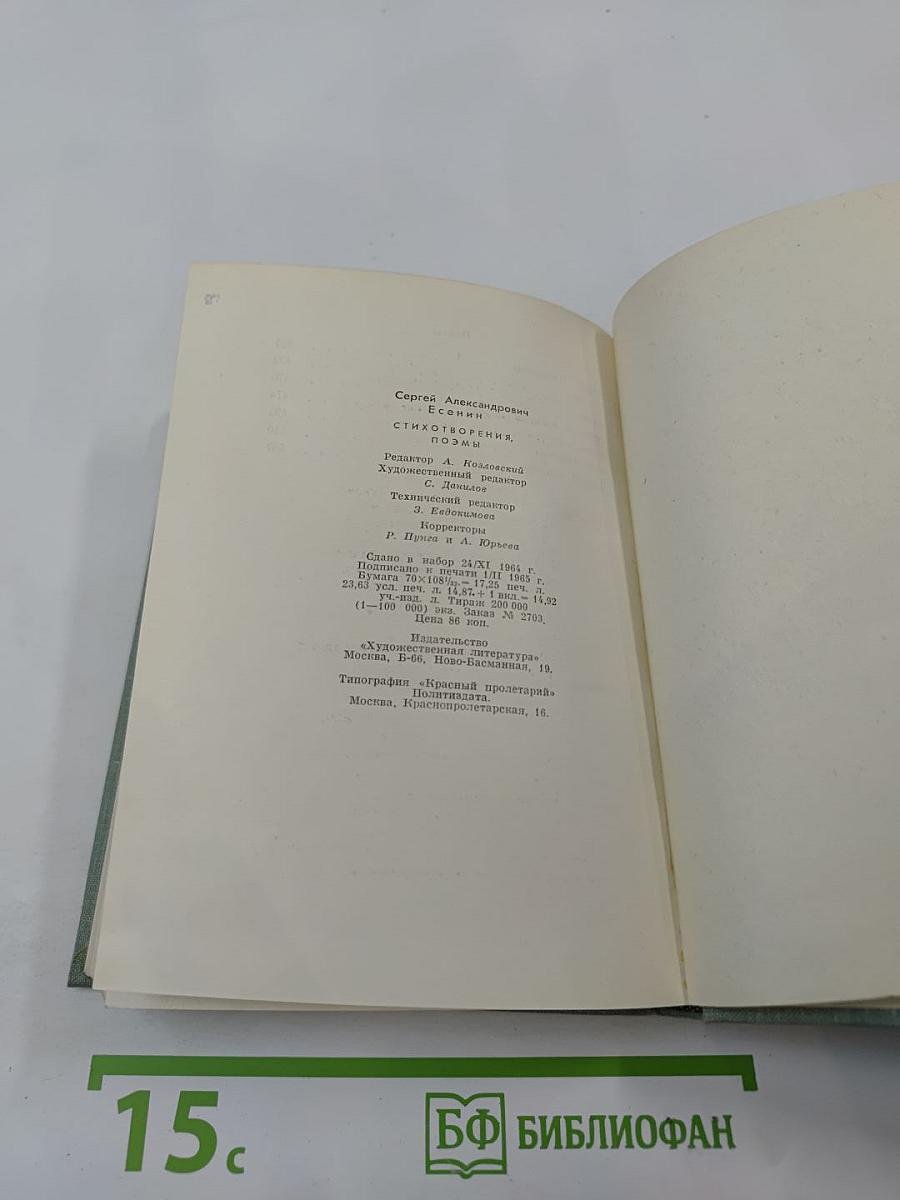 Сергей Александрович
Есенин
СТИХОТВОРЕНИЯ,
ПОЭМЫ
Редактор А. Козловский
Художественный редактор
С. Данилов
Технический редактор
З. Евдокимова
Корректоры
Р. Пунга и А. Юрьева
Сдано в набор 24/XI 1964 г.
Подписано к печати 1/II 1965 г.
Бумага 70×108¹/₃₂= 17,25 печ. л.
23,63 усл. печ. л. 14,87.+ 1 вкл.= 14,92
уч.-изд. л. Тираж 200 000
(1—100 000) экз. Заказ № 2703.
Цена 86 коп.
Издательство
«Художественная литература»
Москва, Б-66, Ново-Басманная, 19.
Типография «Красный пролетарий»
Политиздата.
Москва, Краснопролетарская, 16.
15 с
БФ БИБЛИОФАН